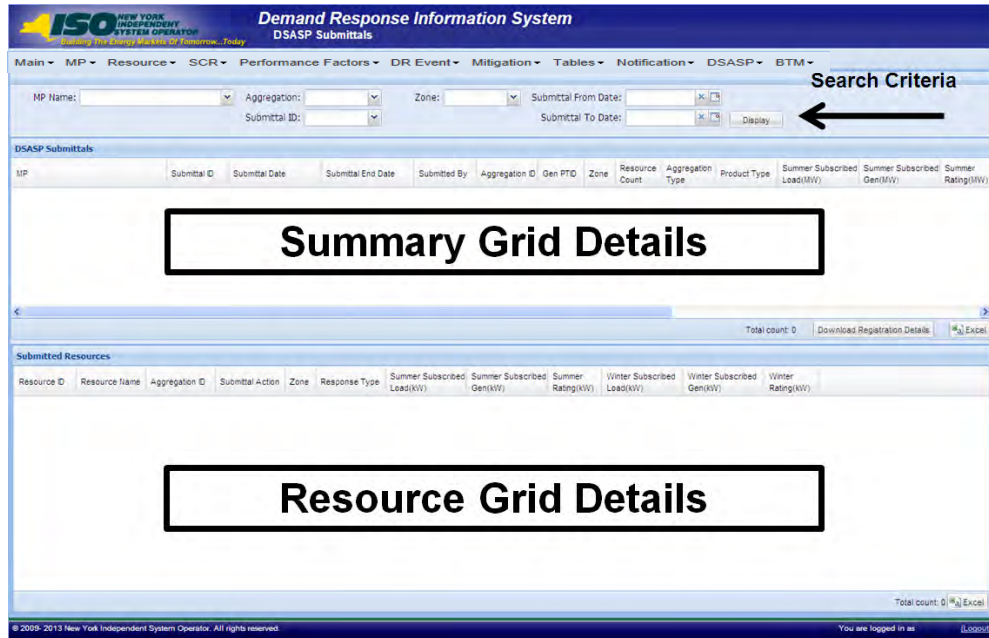 NEW YORK
ISO INDEPENDENT
SYSTEM OPERATOR
Building The Energy Markets Of Tomorrow...Today
Demand Response Information System
DSASP Submittals
Main MP Resource SCR Performance Factors DR Event Mitigation Tables Notification DSASP BTM
Search Criteria
MP Name: Aggregation: Zone: Submittal From Date:
Submittal ID: Submittal To Date: Display
DSASP Submittals
MP Submittal ID Submittal Date Submittal End Date Submitted By Aggregation ID Gen PTID Zone Resource Count Aggregation Type Product Type Summer Subscribed Load(MW) Summer Subscribed Gen(MW) Summer Rating(MW)
Summary Grid Details
Total count: 0 Download Registration Details Excel
Submitted Resources
Resource ID Resource Name Aggregation ID Submittal Action Zone Response Type Summer Subscribed Load(kW) Summer Subscribed Gen(kW) Summer Rating(kW) Winter Subscribed Load(kW) Winter Subscribed Gen(kW) Winter Rating(kW)
Resource Grid Details
Total count: 0 Excel
© 2009- 2013 New York Independent System Operator. All rights reserved. You are logged in as (Logout